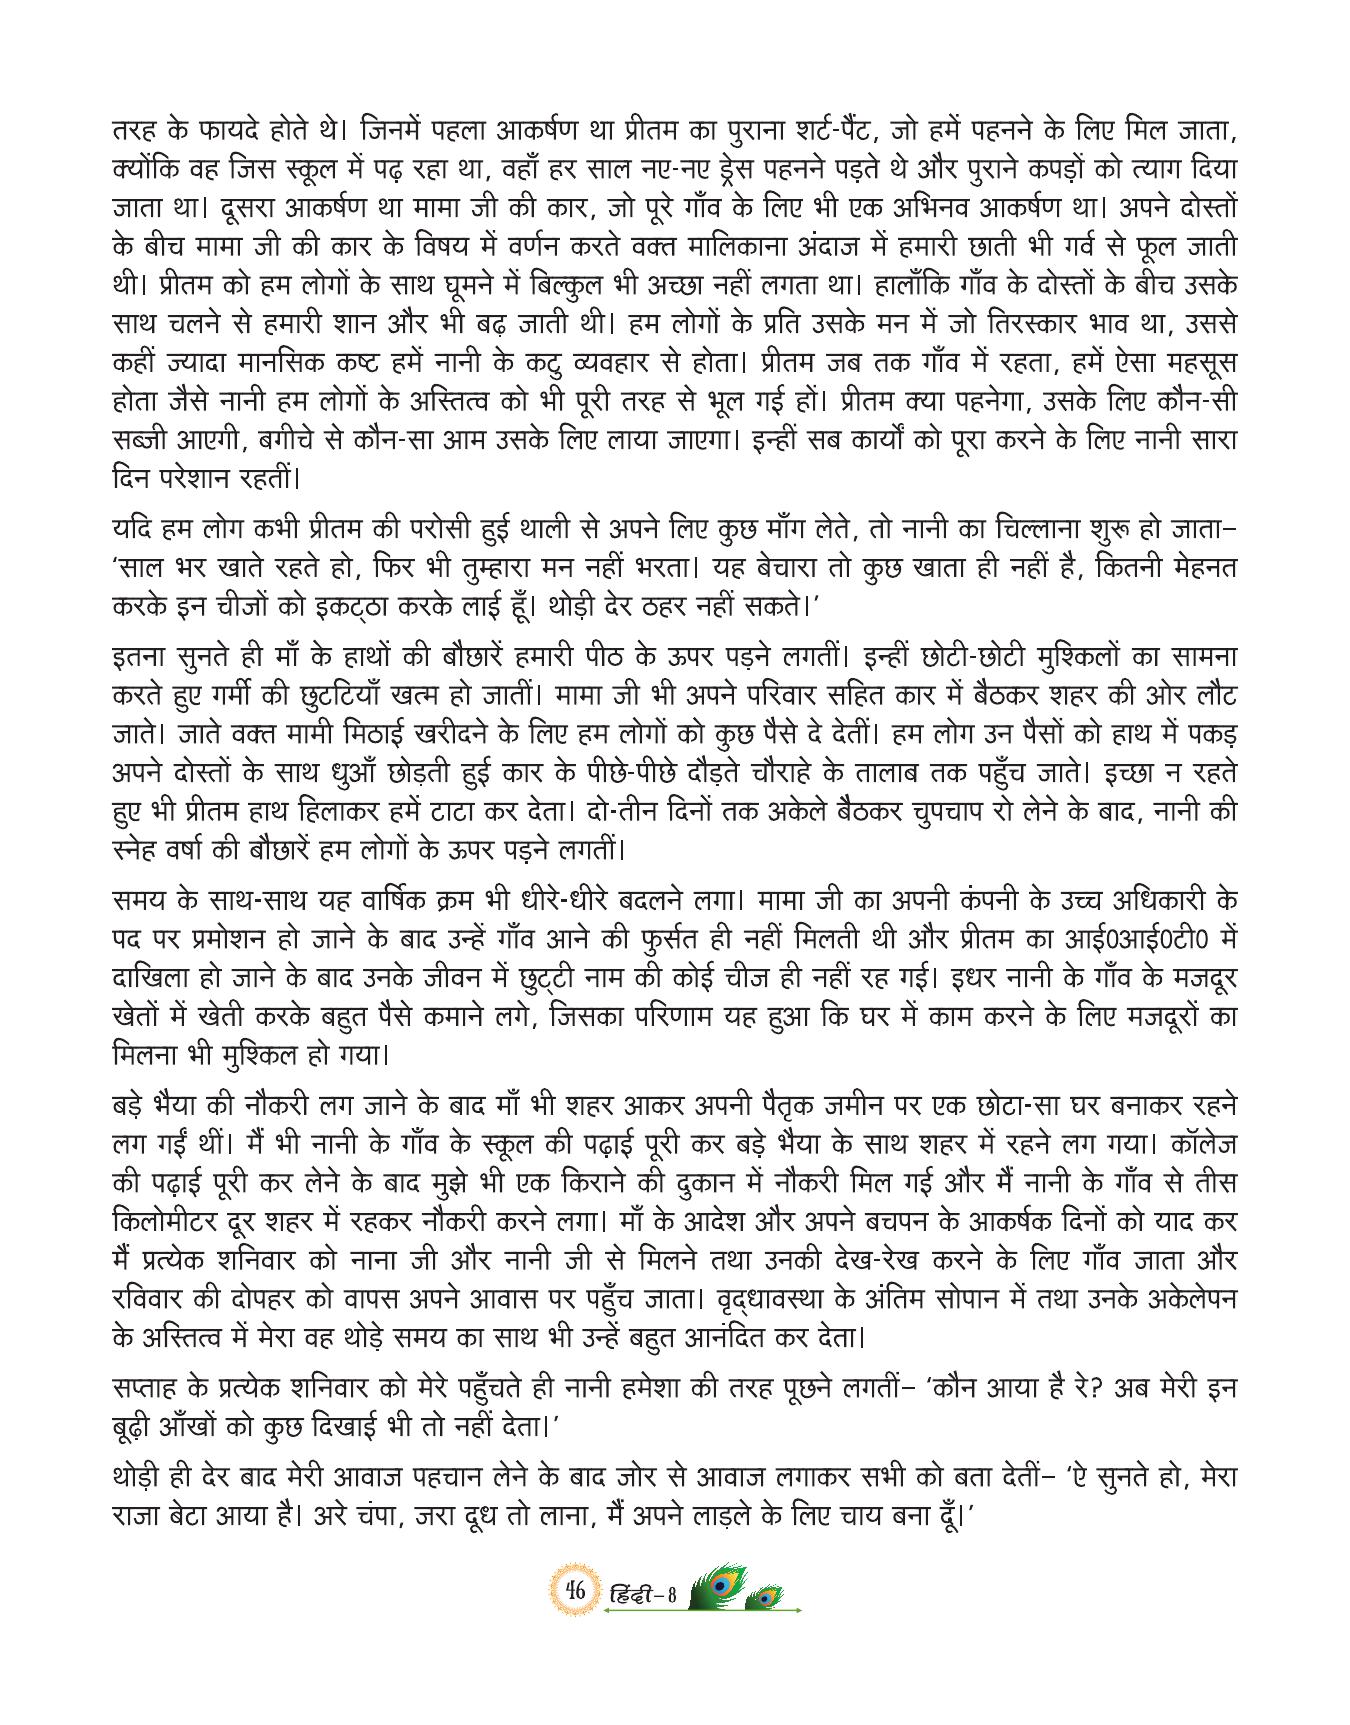 तरह के फायदे होते थे। जिनमें पहला आकर्षण था प्रीतम का पुराना शर्ट-पैंट, जो हमें पहनने के लिए मिल जाता,
क्योंकि वह जिस स्कूल में पढ़ रहा था, वहाँ हर साल नए-नए ड्रेस पहनने पड़ते थे और पुराने कपड़ों को त्याग दिया
जाता था। दूसरा आकर्षण था मामा जी की कार, जो पूरे गाँव के लिए भी एक अभिनव आकर्षण था। अपने दोस्तों
के बीच मामा जी की कार के विषय में वर्णन करते वक्त मालिकाना अंदाज में हमारी छाती भी गर्व से फूल जाती
थी। प्रीतम को हम लोगों के साथ घूमने में बिल्कुल भी अच्छा नहीं लगता था। हालाँकि गाँव के दोस्तों के बीच उसके
साथ चलने से हमारी शान और भी बढ़ जाती थी। हम लोगों के प्रति उसके मन में जो तिरस्कार भाव था, उससे
कहीं ज्यादा मानसिक कष्ट हमें नानी के कटु व्यवहार से होता। प्रीतम जब तक गाँव में रहता, हमें ऐसा महसूस
होता जैसे नानी हम लोगों के अस्तित्व को भी पूरी तरह से भूल गई हों। प्रीतम क्या पहनेगा, उसके लिए कौन-सी
सब्जी आएगी, बगीचे से कौन-सा आम उसके लिए लाया जाएगा। इन्हीं सब कार्यों को पूरा करने के लिए नानी सारा
दिन परेशान रहतीं।
यदि हम लोग कभी प्रीतम की परोसी हुई थाली से अपने लिए कुछ माँग लेते, तो नानी का चिल्लाना शुरू हो जाता–
‘साल भर खाते रहते हो, फिर भी तुम्हारा मन नहीं भरता। यह बेचारा तो कुछ खाता ही नहीं है, कितनी मेहनत
करके इन चीजों को इकट्ठा करके लाई हूँ। थोड़ी देर ठहर नहीं सकते।’
इतना सुनते ही माँ के हाथों की बौछारें हमारी पीठ के ऊपर पड़ने लगतीं। इन्हीं छोटी-छोटी मुश्किलों का सामना
करते हुए गर्मी की छुटटियाँ खत्म हो जातीं। मामा जी भी अपने परिवार सहित कार में बैठकर शहर की ओर लौट
जाते। जाते वक्त मामी मिठाई खरीदने के लिए हम लोगों को कुछ पैसे दे देतीं। हम लोग उन पैसों को हाथ में पकड़
अपने दोस्तों के साथ धुआँ छोड़ती हुई कार के पीछे-पीछे दौड़ते चौराहे के तालाब तक पहुँच जाते। इच्छा न रहते
हुए भी प्रीतम हाथ हिलाकर हमें टाटा कर देता। दो-तीन दिनों तक अकेले बैठकर चुपचाप रो लेने के बाद, नानी की
स्नेह वर्षा की बौछारें हम लोगों के ऊपर पड़ने लगतीं।
समय के साथ-साथ यह वार्षिक क्रम भी धीरे-धीरे बदलने लगा। मामा जी का अपनी कंपनी के उच्च अधिकारी के
पद पर प्रमोशन हो जाने के बाद उन्हें गाँव आने की फुर्सत ही नहीं मिलती थी और प्रीतम का आई0आई0टी0 में
दाखिला हो जाने के बाद उनके जीवन में छुट्टी नाम की कोई चीज ही नहीं रह गई। इधर नानी के गाँव के मजदूर
खेतों में खेती करके बहुत पैसे कमाने लगे, जिसका परिणाम यह हुआ कि घर में काम करने के लिए मजदूरों का
मिलना भी मुश्किल हो गया।
बड़े भैया की नौकरी लग जाने के बाद माँ भी शहर आकर अपनी पैतृक जमीन पर एक छोटा-सा घर बनाकर रहने
लग गईं थीं। मैं भी नानी के गाँव के स्कूल की पढ़ाई पूरी कर बड़े भैया के साथ शहर में रहने लग गया। कॉलेज
की पढ़ाई पूरी कर लेने के बाद मुझे भी एक किराने की दुकान में नौकरी मिल गई और मैं नानी के गाँव से तीस
किलोमीटर दूर शहर में रहकर नौकरी करने लगा। माँ के आदेश और अपने बचपन के आकर्षक दिनों को याद कर
मैं प्रत्येक शनिवार को नाना जी और नानी जी से मिलने तथा उनकी देख-रेख करने के लिए गाँव जाता और
रविवार की दोपहर को वापस अपने आवास पर पहुँच जाता। वृद्धावस्था के अंतिम सोपान में तथा उनके अकेलेपन
के अस्तित्व में मेरा वह थोड़े समय का साथ भी उन्हें बहुत आनंदित कर देता।
सप्ताह के प्रत्येक शनिवार को मेरे पहुँचते ही नानी हमेशा की तरह पूछने लगतीं– ‘कौन आया है रे? अब मेरी इन
बूढ़ी आँखों को कुछ दिखाई भी तो नहीं देता।’
थोड़ी ही देर बाद मेरी आवाज पहचान लेने के बाद जोर से आवाज लगाकर सभी को बता देतीं– ‘ऐ सुनते हो, मेरा
राजा बेटा आया है। अरे चंपा, जरा दूध तो लाना, मैं अपने लाड़ले के लिए चाय बना दूँ।’
46 हिंदी–8